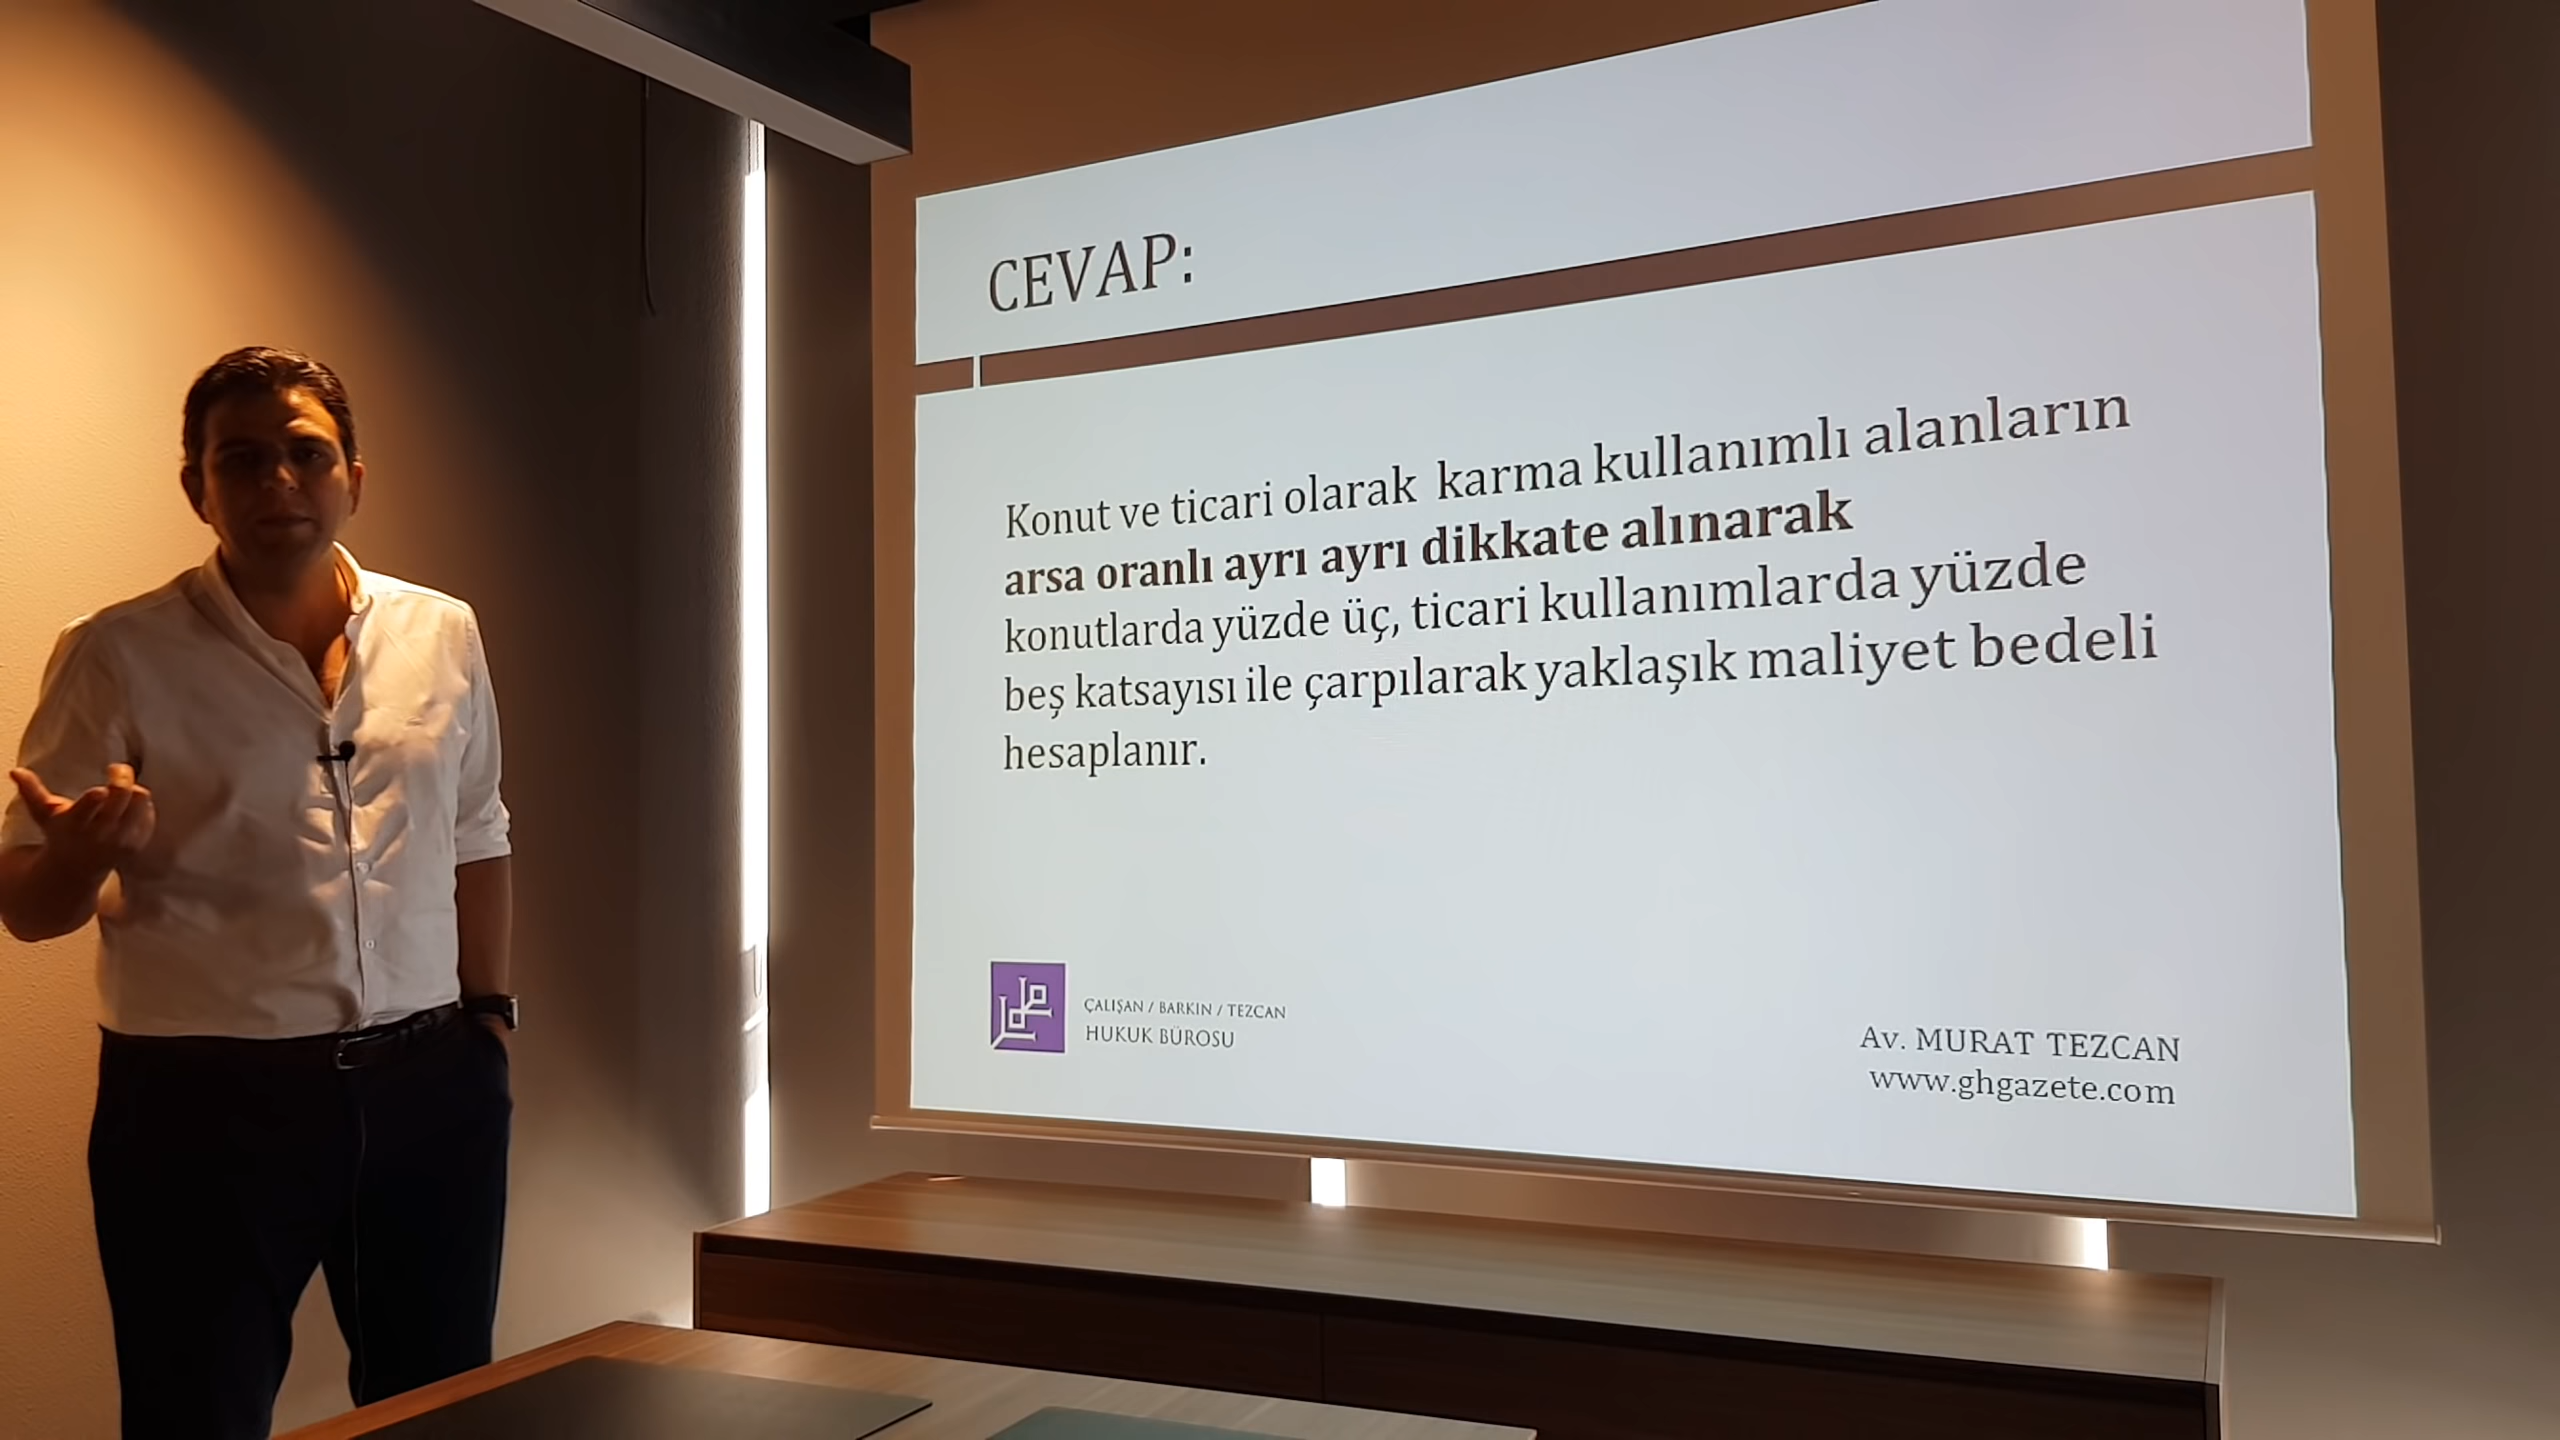 CEVAP:
Konut ve ticari olarak karma kullanımlı alanların
arsa oranlı ayrı ayrı dikkate alınarak
konutlarda yüzde üç, ticari kullanımlarda yüzde
beş katsayısı ile çarpılarak yaklaşık maliyet bedeli
hesaplanır.
ÇALIŞAN / BARKIN / TEZCAN
HUKUK BÜROSU
Av. MURAT TEZCAN
www.ghgazete.com